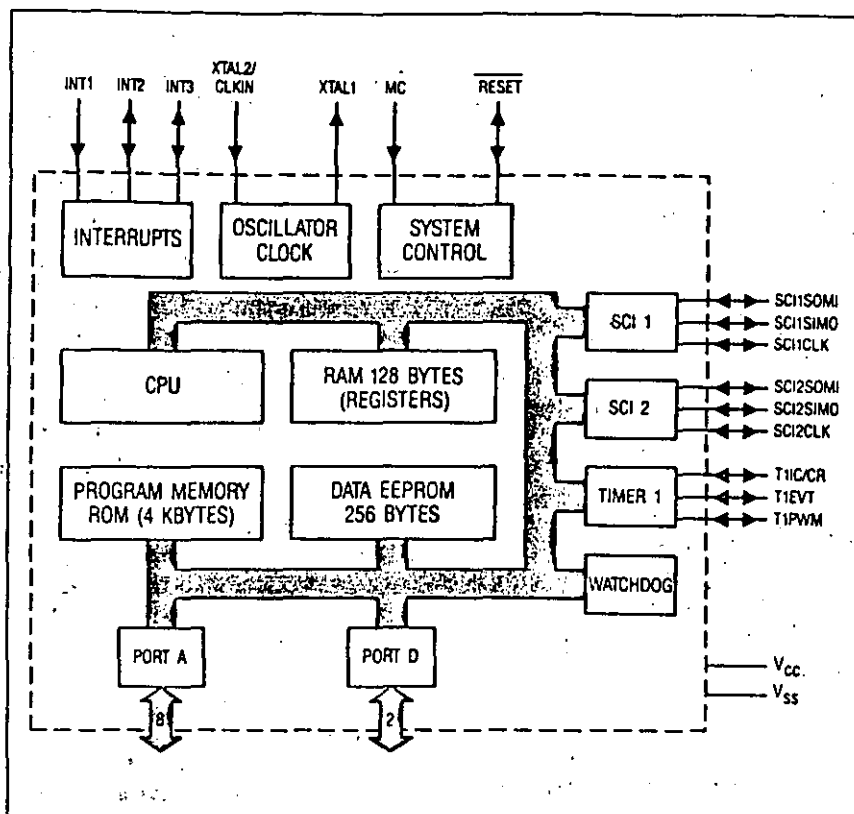 INT1 INT2 INT3 XTAL2/
CLKIN XTAL1 MC RESET
INTERRUPTS
OSCILLATOR
CLOCK
SYSTEM
CONTROL
CPU
RAM 128 BYTES
(REGISTERS)
PROGRAM MEMORY
ROM (4 KBYTES)
DATA EEPROM
256 BYTES
SCI 1
SCI1SOMI
SCI1SIMO
SCI1CLK
SCI 2
SCI2SOMI
SCI2SIMO
SCI2CLK
TIMER 1
T1IC/CR
T1EVT
T1PWM
WATCHDOG
PORT A
PORT D
VCC
VSS
8
2